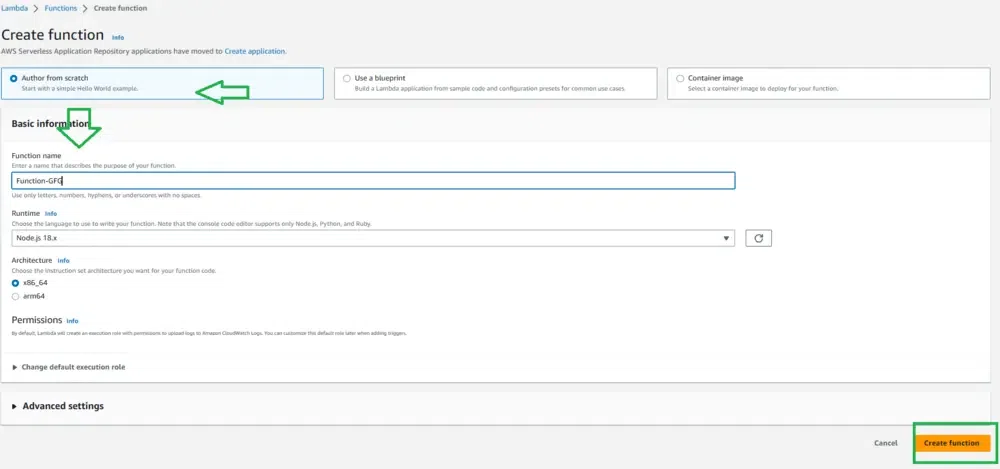 Lambda > Functions > Create function
Create function Info
AWS Serverless Application Repository applications have moved to Create application.
Author from scratch
Start with a simple Hello World example.
Use a blueprint
Build a Lambda application from sample code and configuration presets for common use cases.
Container image
Select a container image to deploy for your function.
Basic information
Function name
Enter a name that describes the purpose of your function.
Function-GFG
Use only letters, numbers, hyphens, or underscores with no spaces.
Runtime Info
Choose the language to use to write your function. Note that the console code editor supports only Node.js, Python, and Ruby.
Node.js 18.x
Architecture Info
Choose the instruction set architecture you want for your function code.
x86_64
arm64
Permissions Info
By default, Lambda will create an execution role with permissions to upload logs to Amazon CloudWatch Logs. You can customize this default role later when adding triggers.
Change default execution role
Advanced settings
Cancel
Create function